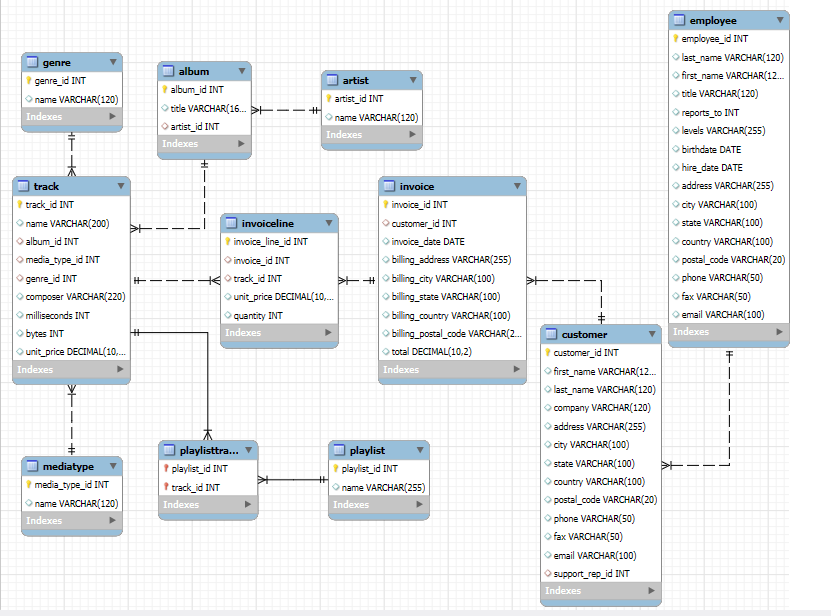 genre
genre_id INT
name VARCHAR(120)
Indexes
album
album_id INT
title VARCHAR(16...
artist_id INT
Indexes
artist
artist_id INT
name VARCHAR(120)
Indexes
employee
employee_id INT
last_name VARCHAR(120)
first_name VARCHAR(12...
title VARCHAR(120)
reports_to INT
levels VARCHAR(255)
birthdate DATE
hire_date DATE
address VARCHAR(255)
city VARCHAR(100)
state VARCHAR(100)
country VARCHAR(100)
postal_code VARCHAR(20)
phone VARCHAR(50)
fax VARCHAR(50)
email VARCHAR(100)
Indexes
track
track_id INT
name VARCHAR(200)
album_id INT
media_type_id INT
genre_id INT
composer VARCHAR(220)
milliseconds INT
bytes INT
unit_price DECIMAL(10,...
Indexes
invoiceline
invoice_line_id INT
invoice_id INT
track_id INT
unit_price DECIMAL(10,...
quantity INT
Indexes
invoice
invoice_id INT
customer_id INT
invoice_date DATE
billing_address VARCHAR(255)
billing_city VARCHAR(100)
billing_state VARCHAR(100)
billing_country VARCHAR(100)
billing_postal_code VARCHAR(2...
total DECIMAL(10,2)
Indexes
customer
customer_id INT
first_name VARCHAR(12...
last_name VARCHAR(120)
company VARCHAR(120)
address VARCHAR(255)
city VARCHAR(100)
state VARCHAR(100)
country VARCHAR(100)
postal_code VARCHAR(20)
phone VARCHAR(50)
fax VARCHAR(50)
email VARCHAR(100)
support_rep_id INT
Indexes
mediatype
media_type_id INT
name VARCHAR(120)
Indexes
playlisttra...
playlist_id INT
track_id INT
Indexes
playlist
playlist_id INT
name VARCHAR(255)
Indexes